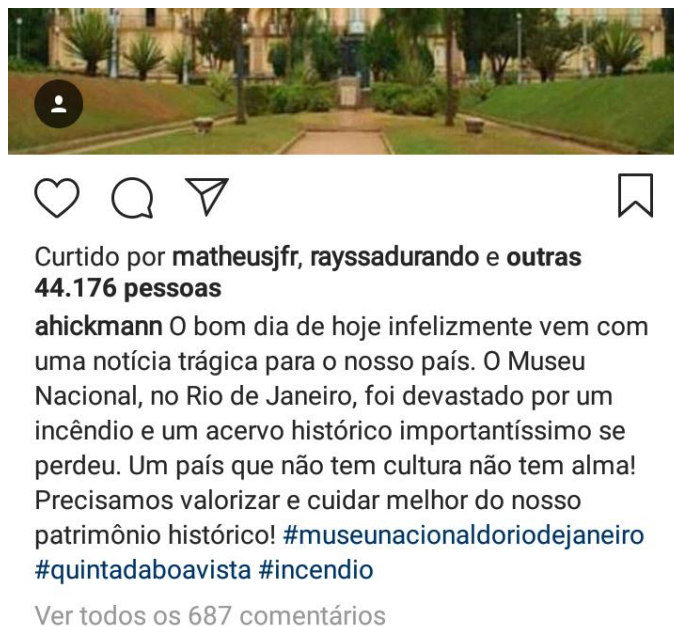 Curtido por matheusjfr, rayssadurando e outras
44.176 pessoas
ahickmann O bom dia de hoje infelizmente vem com
uma notícia trágica para o nosso país. O Museu
Nacional, no Rio de Janeiro, foi devastado por um
incêndio e um acervo histórico importantíssimo se
perdeu. Um país que não tem cultura não tem alma!
Precisamos valorizar e cuidar melhor do nosso
patrimônio histórico! #museunacionaldoriodejaneiro
#quintadaboavista #incendio
Ver todos os 687 comentários